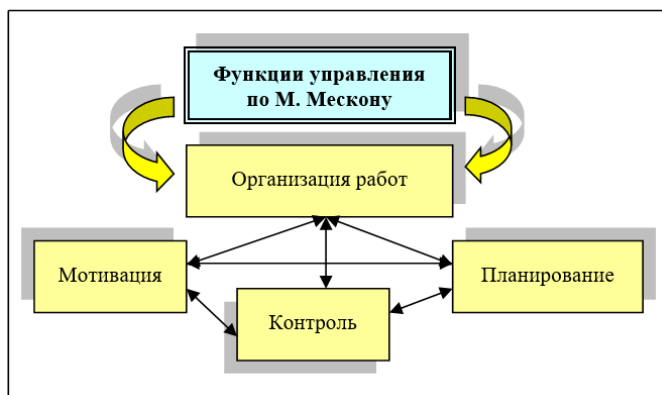 Функции управления
по М. Мескону
Организация работ
Мотивация
Планирование
Контроль